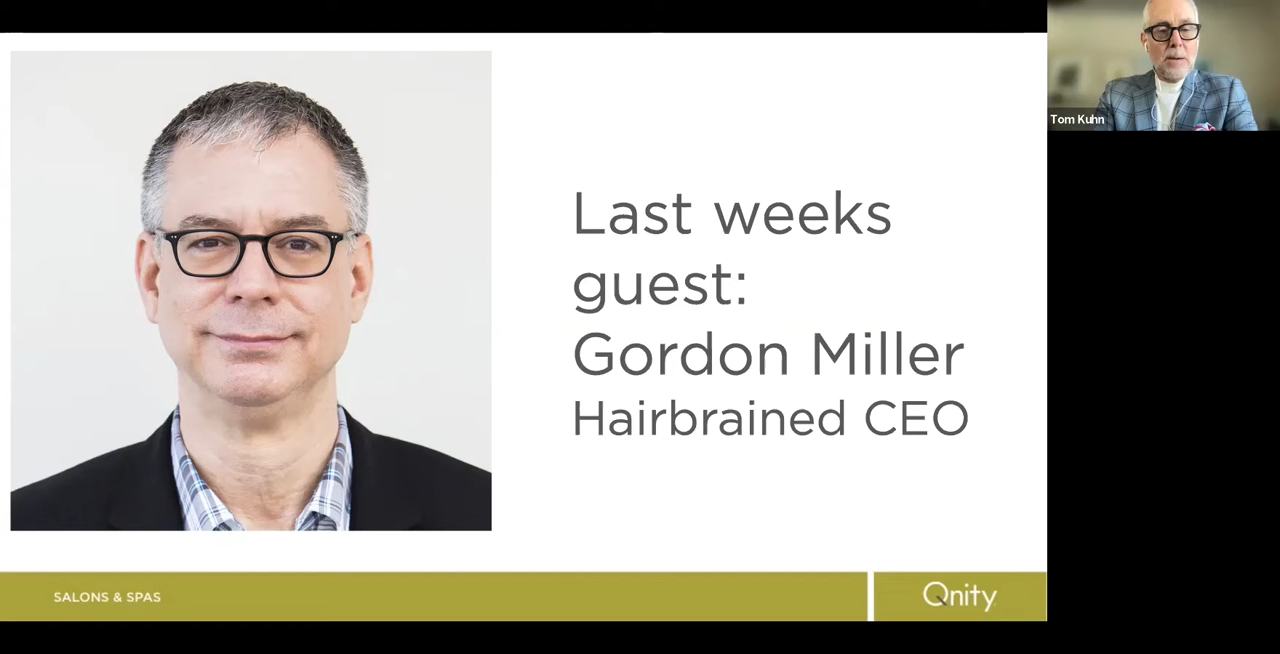 Last weeks
guest:
Gordon Miller
Hairbrained CEO
Tom Kuhn
SALONS & SPAS
Qnity